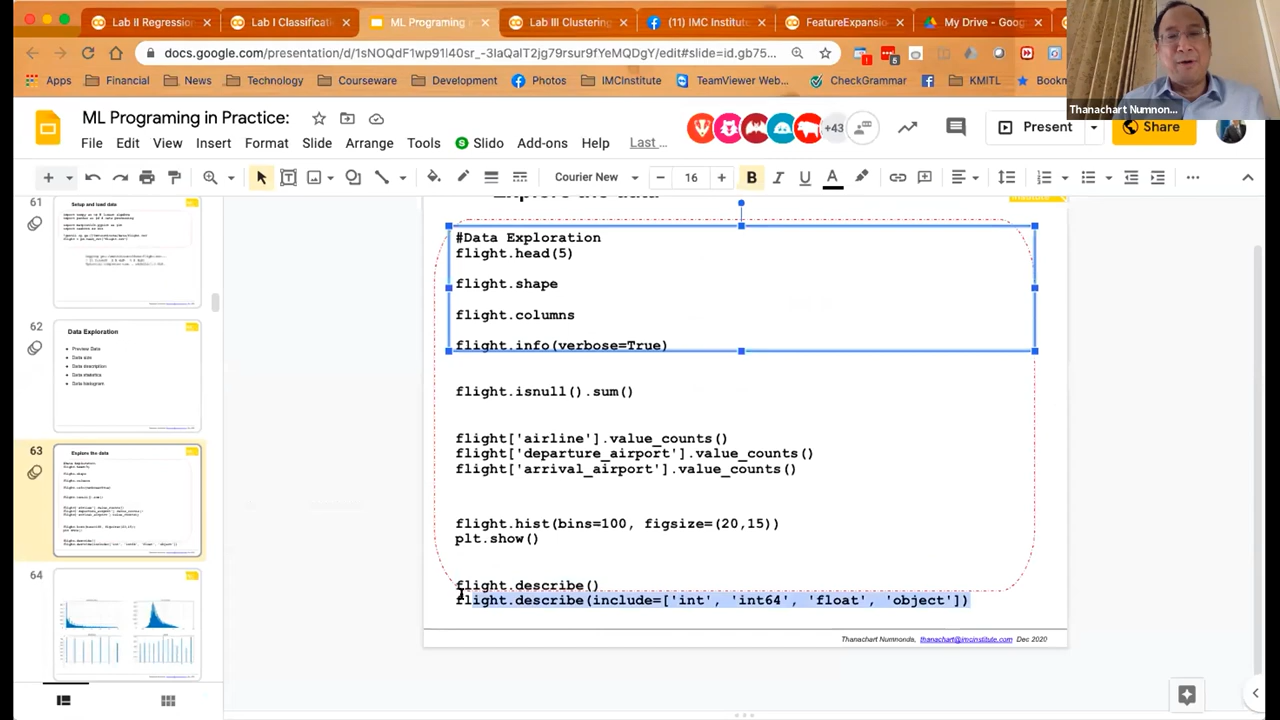 Lab II Regression
Lab I Classificati
ML Programing in
Lab III Clustering
(11) IMC Institute
FeatureExpansio
My Drive - Goog
docs.google.com/presentation/d/1sNOQdF1wp91l40sr_-3IaQalT2jg79rsur9fYeMQDgY/edit#slide=id.gb75...
Apps
Financial
News
Technology
Courseware
Development
Photos
IMCInstitute
TeamViewer Web...
CheckGrammar
KMITL
Bookm
Thanachart Numnon...
ML Programing in Practice:
+43
Present
Share
File Edit View Insert Format Slide Arrange Tools Slido Add-ons Help Last ...
Courier New
16
B I U A
61
Setup and load data
62
Data Exploration
Preview Data
Data size
Data description
Data statistics
Data histogram
63
Explore the data
64
#Data Exploration
flight.head(5)
flight.shape
flight.columns
flight.info(verbose=True)
flight.isnull().sum()
flight['airline'].value_counts()
flight['departure_airport'].value_counts()
flight['arrival_airport'].value_counts()
flight.hist(bins=100, figsize=(20,15))
plt.show()
flight.describe()
flight.describe(include=['int', 'int64', 'float', 'object'])
Thanachart Numnonda, thanachart@imcinstitute.com Dec 2020